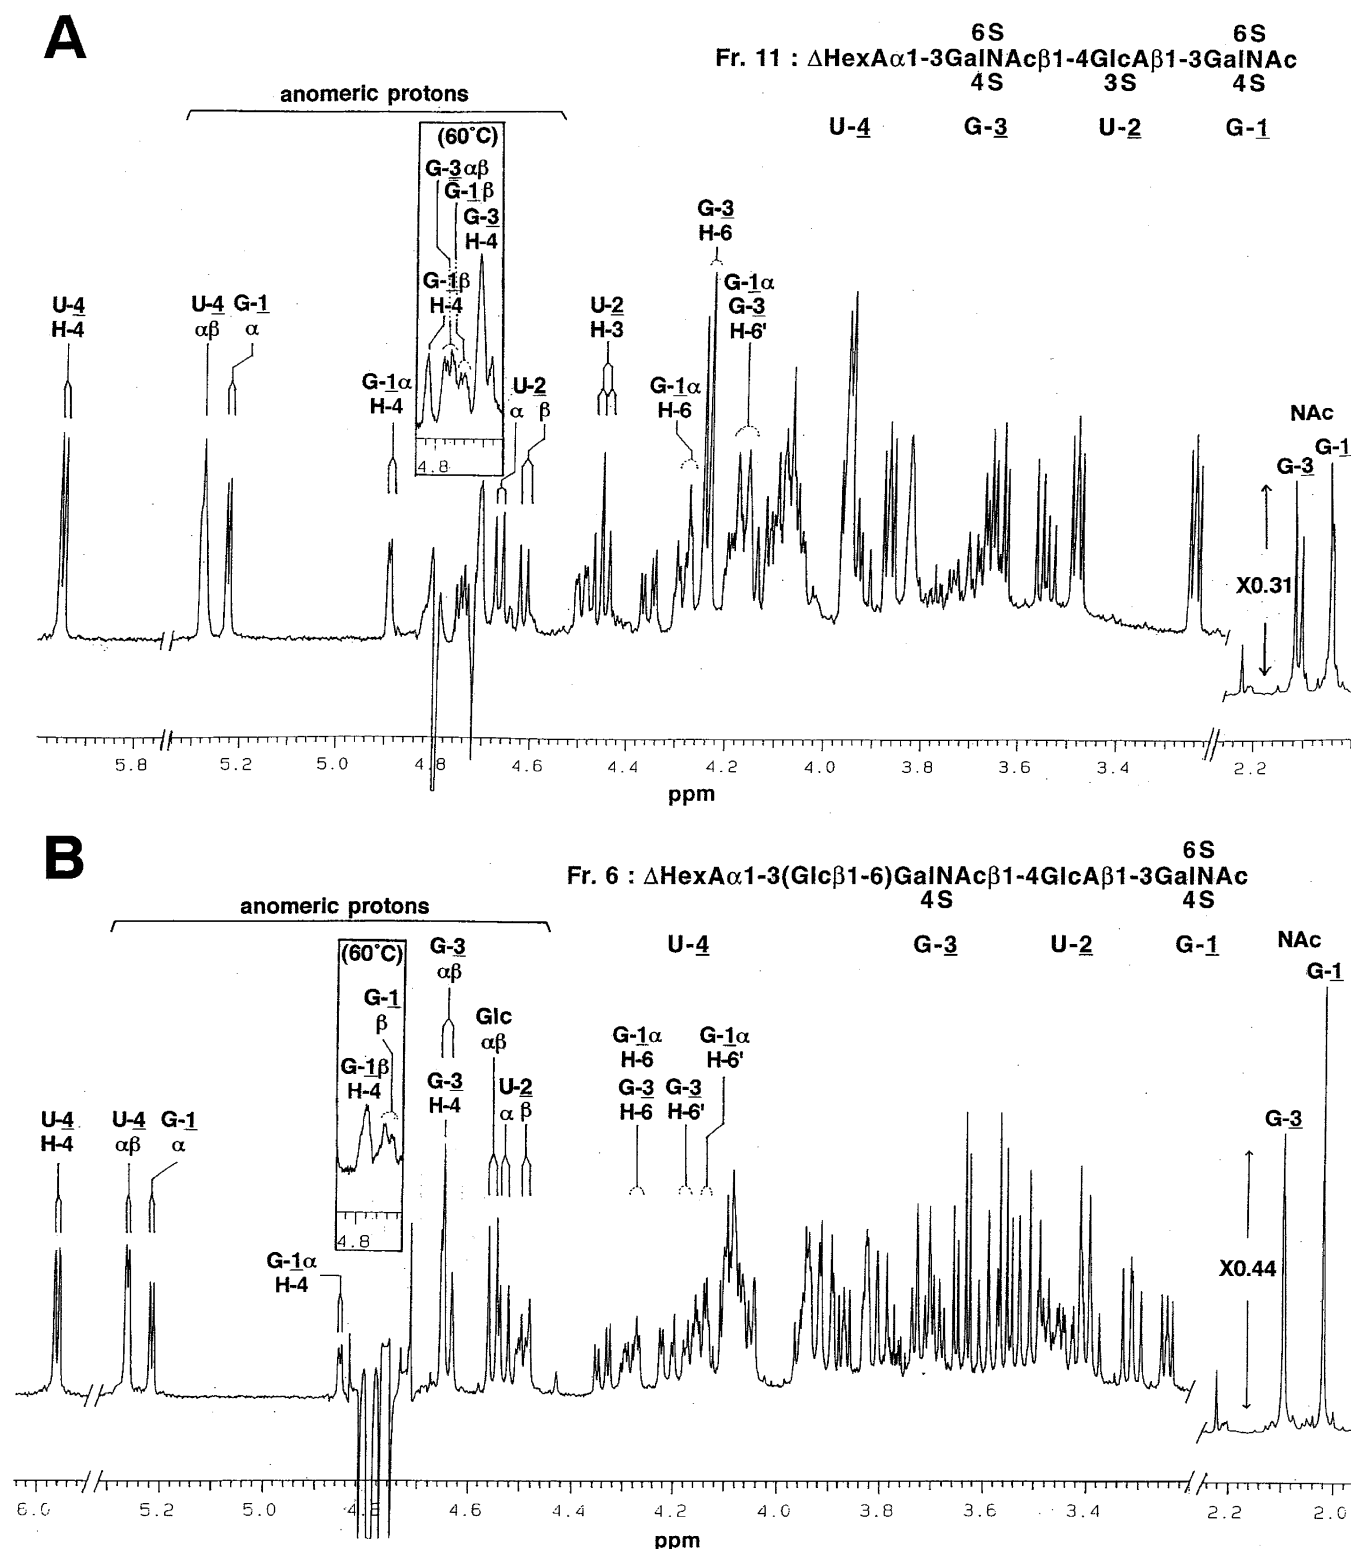 A
6S 6S
Fr. 11 : ΔHexAα1-3GalNAcβ1-4GlcAβ1-3GalNAc
4S 3S 4S
U-4 G-3 U-2 G-1
anomeric protons
(60°C)
G-3αβ
G-1β
G-3
H-4
G-1β
H-4
U-4
H-4
U-4
αβ
G-1
α
G-1α
H-4
U-2
α β
U-2
H-3
G-3
H-6
G-1α
G-3
H-6'
G-1α
H-6
NAc
G-3
G-1
X0.31
4.8
5.8 5.2 5.0 4.8 4.6 4.4 4.2 4.0 3.8 3.6 3.4 2.2
ppm
B
6S
Fr. 6 : ΔHexAα1-3(Glcβ1-6)GalNAcβ1-4GlcAβ1-3GalNAc
4S 4S
U-4 G-3 U-2 G-1
anomeric protons
(60°C)
G-1
β
G-1β
H-4
4.8
G-3
αβ
G-3
H-4
Glc
αβ
U-2
α β
U-4
H-4
U-4
αβ
G-1
α
G-1α
H-4
G-1α
H-6
G-3
H-6
G-3
H-6'
G-1α
H-6'
NAc
G-1
G-3
X0.44
6.0 5.2 5.0 4.8 4.6 4.4 4.2 4.0 3.8 3.6 3.4 2.2 2.0
ppm